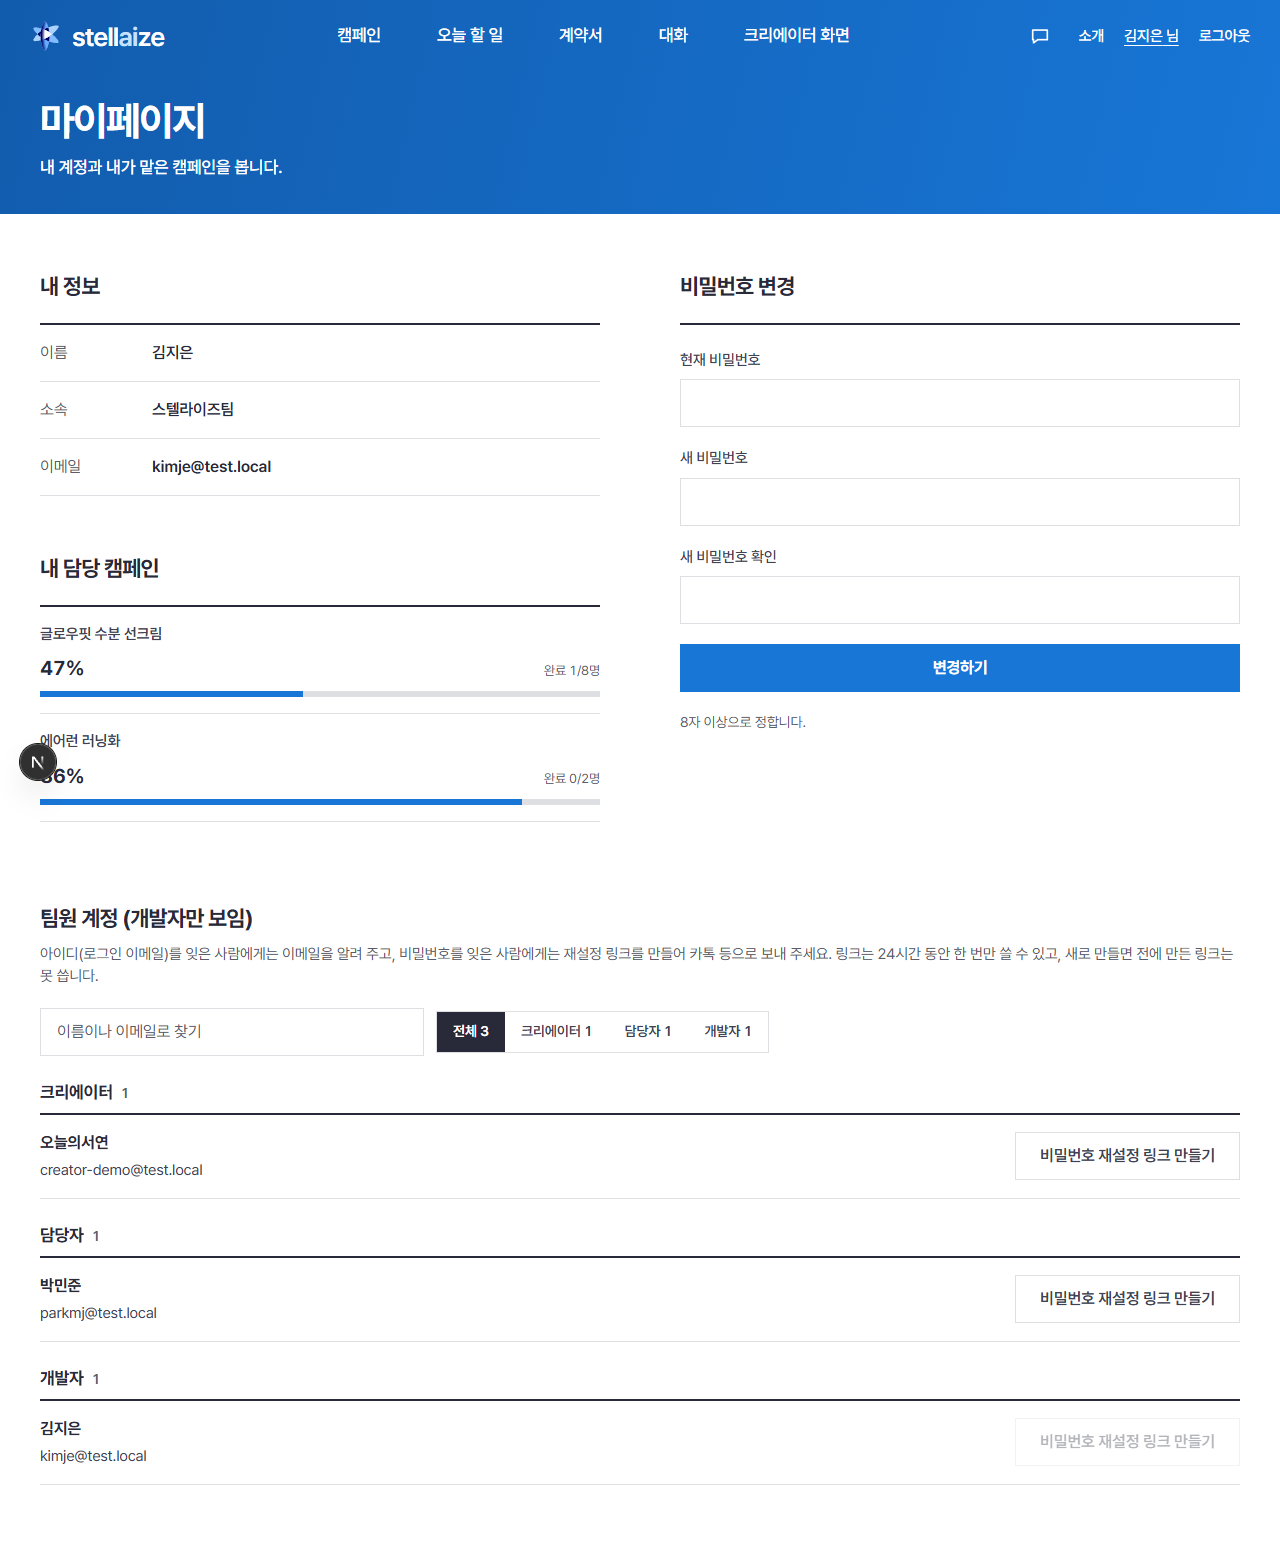 stellaize
캠페인
오늘 할 일
계약서
대화
크리에이터 화면
소개
김지은 님
로그아웃
마이페이지
내 계정과 내가 맡은 캠페인을 봅니다.
내 정보
이름 김지은
소속 스텔라이즈팀
이메일 kimje@test.local
내 담당 캠페인
글로우핏 수분 선크림
47% 완료 1/8명
에어런 러닝화
86% 완료 0/2명
비밀번호 변경
현재 비밀번호
새 비밀번호
새 비밀번호 확인
변경하기
8자 이상으로 정합니다.
팀원 계정 (개발자만 보임)
아이디(로그인 이메일)를 잊은 사람에게는 이메일을 알려 주고, 비밀번호를 잊은 사람에게는 재설정 링크를 만들어 카톡 등으로 보내 주세요. 링크는 24시간 동안 한 번만 쓸 수 있고, 새로 만들면 전에 만든 링크는
못 씁니다.
이름이나 이메일로 찾기
전체 3
크리에이터 1
담당자 1
개발자 1
크리에이터 1
오늘의서연
creator-demo@test.local
비밀번호 재설정 링크 만들기
담당자 1
박민준
parkmj@test.local
비밀번호 재설정 링크 만들기
개발자 1
김지은
kimje@test.local
비밀번호 재설정 링크 만들기